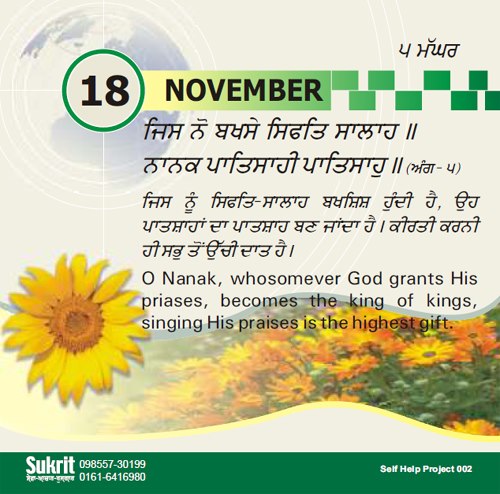 ੫ ਮੱਘਰ
18 NOVEMBER
ਜਿਸ ਨੋ ਬਖਸੇ ਸਿਫਤਿ ਸਾਲਾਹ ॥
ਨਾਨਕ ਪਾਤਿਸਾਹੀ ਪਾਤਿਸਾਹੁ ॥ (ਅੰਗ- ੫)
ਜਿਸ ਨੂੰ ਸਿਫਤਿ-ਸਾਲਾਹ ਬਖਸ਼ਿਸ਼ ਹੁੰਦੀ ਹੈ, ਉਹ
ਪਾਤਸ਼ਾਹਾਂ ਦਾ ਪਾਤਸ਼ਾਹ ਬਣ ਜਾਂਦਾ ਹੈ । ਕੀਰਤੀ ਕਰਨੀ
ਹੀ ਸਭੁ ਤੋਂ ਉੱਚੀ ਦਾਤ ਹੈ ।
O Nanak, whosomever God grants His
priases, becomes the king of kings,
singing His praises is the highest gift.
Sukrit 098557-30199
0161-6416980
Self Help Project 002